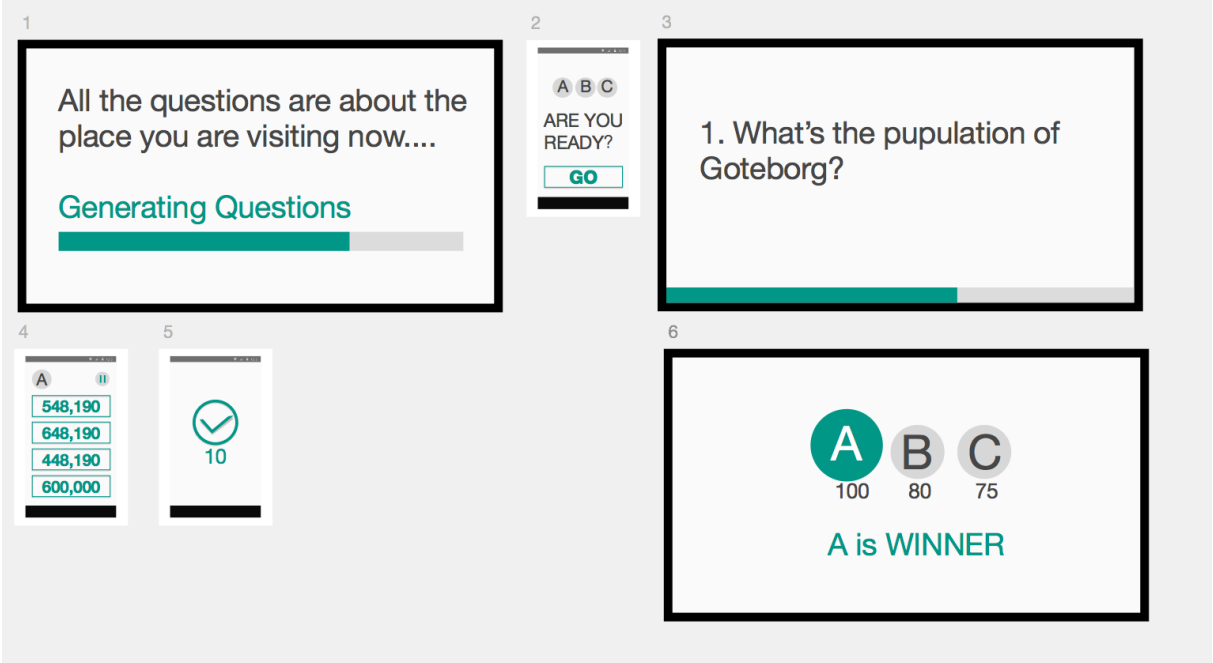 1
All the questions are about the
place you are visiting now....
Generating Questions
2
A B C
ARE YOU
READY?
GO
3
1. What's the pupulation of
Goteborg?
4
A
548,190
648,190
448,190
600,000
5
10
6
A B C
100 80 75
A is WINNER